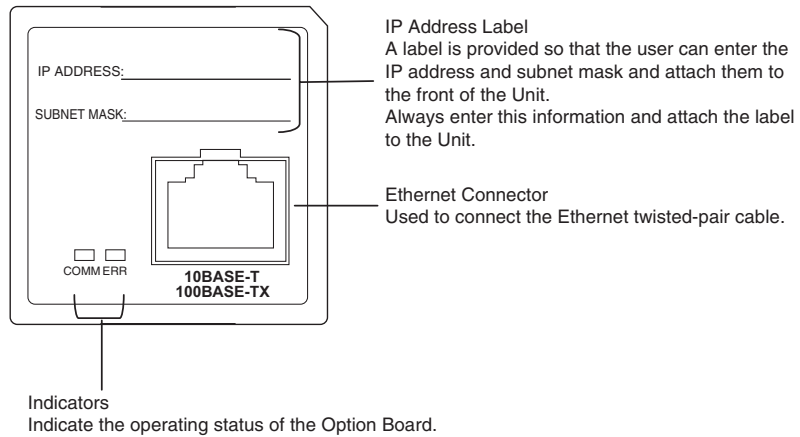 IP ADDRESS:
SUBNET MASK:
COMM ERR
10BASE-T
100BASE-TX
IP Address Label
A label is provided so that the user can enter the
IP address and subnet mask and attach them to
the front of the Unit.
Always enter this information and attach the label
to the Unit.
Ethernet Connector
Used to connect the Ethernet twisted-pair cable.
Indicators
Indicate the operating status of the Option Board.